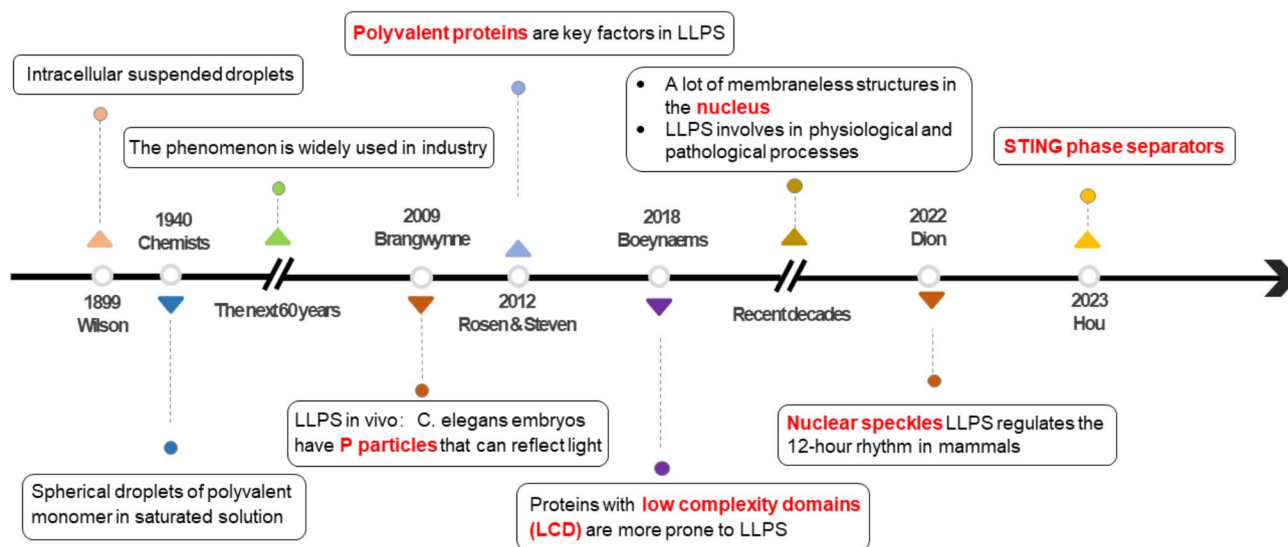 Polyvalent proteins are key factors in LLPS
Intracellular suspended droplets
• A lot of membraneless structures in
the nucleus
• LLPS involves in physiological and
pathological processes
The phenomenon is widely used in industry
STING phase separators
1940
Chemists
2009
Brangwynne
2018
Boeynaems
2022
Dion
1899
Wilson
The next 60 years
2012
Rosen & Steven
Recent decades
2023
Hou
LLPS in vivo: C. elegans embryos
have P particles that can reflect light
Nuclear speckles LLPS regulates the
12-hour rhythm in mammals
Spherical droplets of polyvalent
monomer in saturated solution
Proteins with low complexity domains
(LCD) are more prone to LLPS